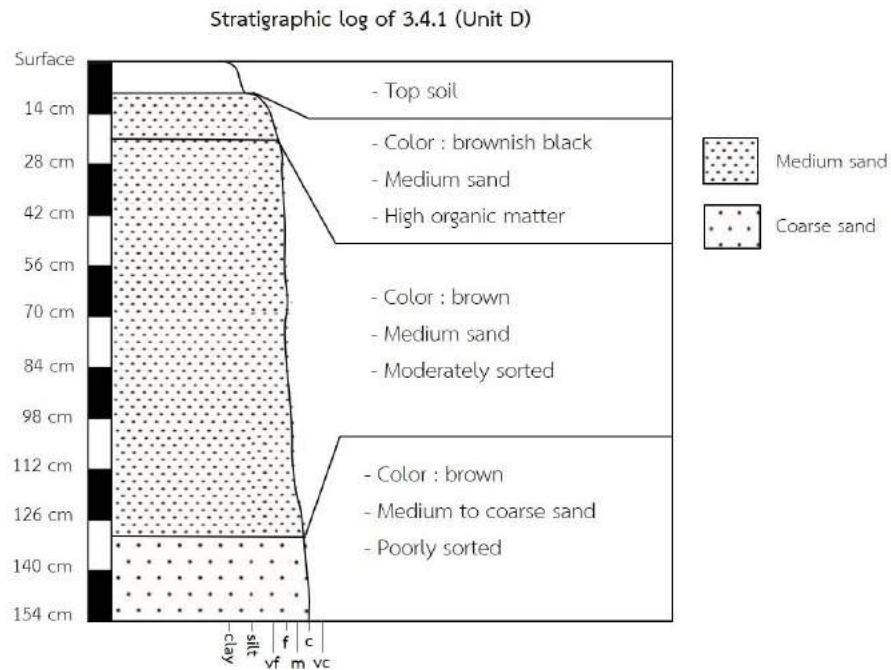 Stratigraphic log of 3.4.1 (Unit D)
Surface
14 cm
28 cm
42 cm
56 cm
70 cm
84 cm
98 cm
112 cm
126 cm
140 cm
154 cm
- Top soil
- Color : brownish black
- Medium sand
- High organic matter
- Color : brown
- Medium sand
- Moderately sorted
- Color : brown
- Medium to coarse sand
- Poorly sorted
Medium sand
Coarse sand
clay
silt
vf
f
m
c
vc